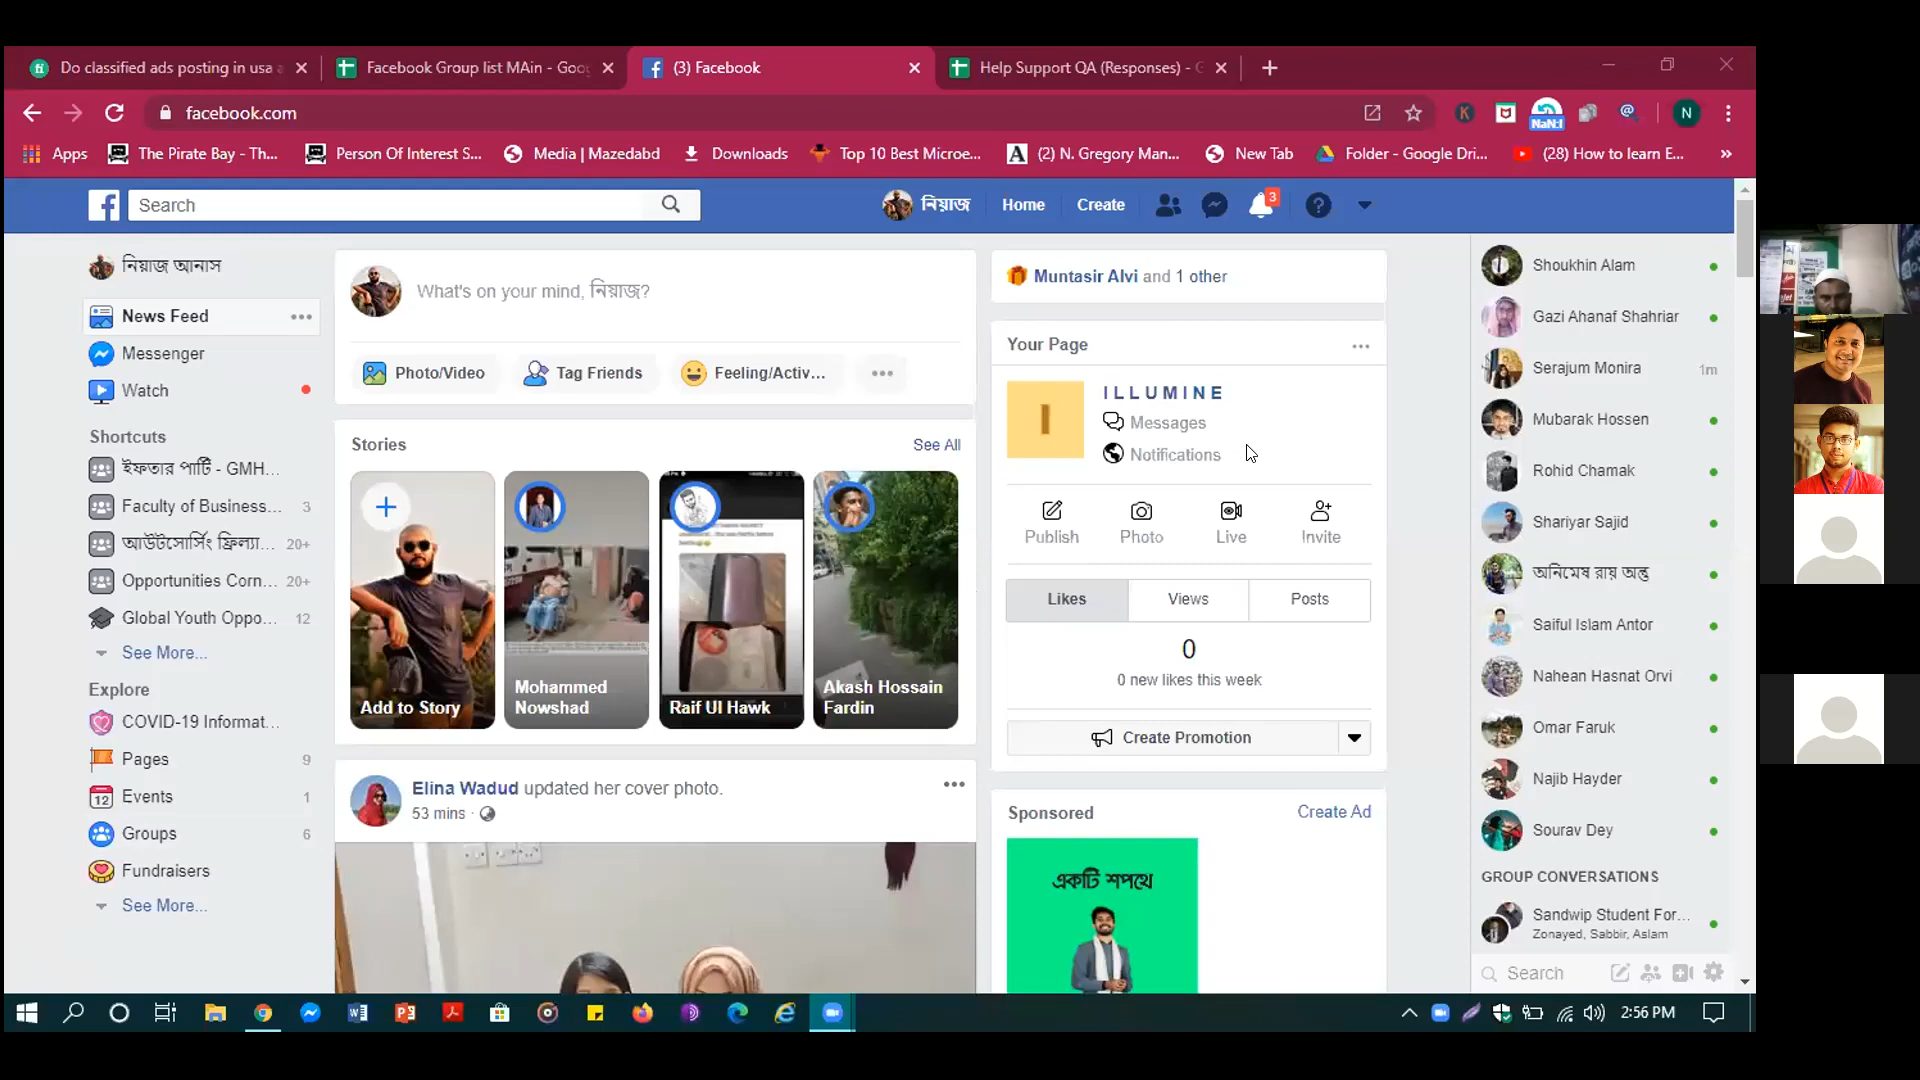 Do classified ads posting in usa
Facebook Group list MAin - Goo
(3) Facebook
Help Support QA (Responses) - G
facebook.com
NaN:I
N
Apps
The Pirate Bay - Th...
Person Of Interest S...
Media | Mazedabd
Downloads
Top 10 Best Microe...
(2) N. Gregory Man...
New Tab
Folder - Google Dri...
(28) How to learn E...
Search
নিয়াজ
Home
Create
3
নিয়াজ আনাস
News Feed
Messenger
Watch
Shortcuts
ইফতার পার্টি - GMH...
Faculty of Business... 3
আউটসোর্সিং ফ্রিল্যা... 20+
Opportunities Corn... 20+
Global Youth Oppo... 12
See More...
Explore
COVID-19 Informat...
Pages 9
Events 1
Groups 6
Fundraisers
See More...
What's on your mind, নিয়াজ?
Photo/Video
Tag Friends
Feeling/Activ...
Stories
See All
Add to Story
Mohammed
Nowshad
Raif Ul Hawk
Akash Hossain
Fardin
Elina Wadud updated her cover photo.
53 mins ·
Muntasir Alvi and 1 other
Your Page
I
I L L U M I N E
Messages
Notifications
Publish
Photo
Live
Invite
Likes
Views
Posts
0
0 new likes this week
Create Promotion
Sponsored
Create Ad
একটি শপথে
Shoukhin Alam
Gazi Ahanaf Shahriar
Serajum Monira 1m
Mubarak Hossen
Rohid Chamak
Shariyar Sajid
অনিমেষ রায় অন্তু
Saiful Islam Antor
Nahean Hasnat Orvi
Omar Faruk
Najib Hayder
Sourav Dey
GROUP CONVERSATIONS
Sandwip Student For...
Zonayed, Sabbir, Aslam
Search
2:56 PM